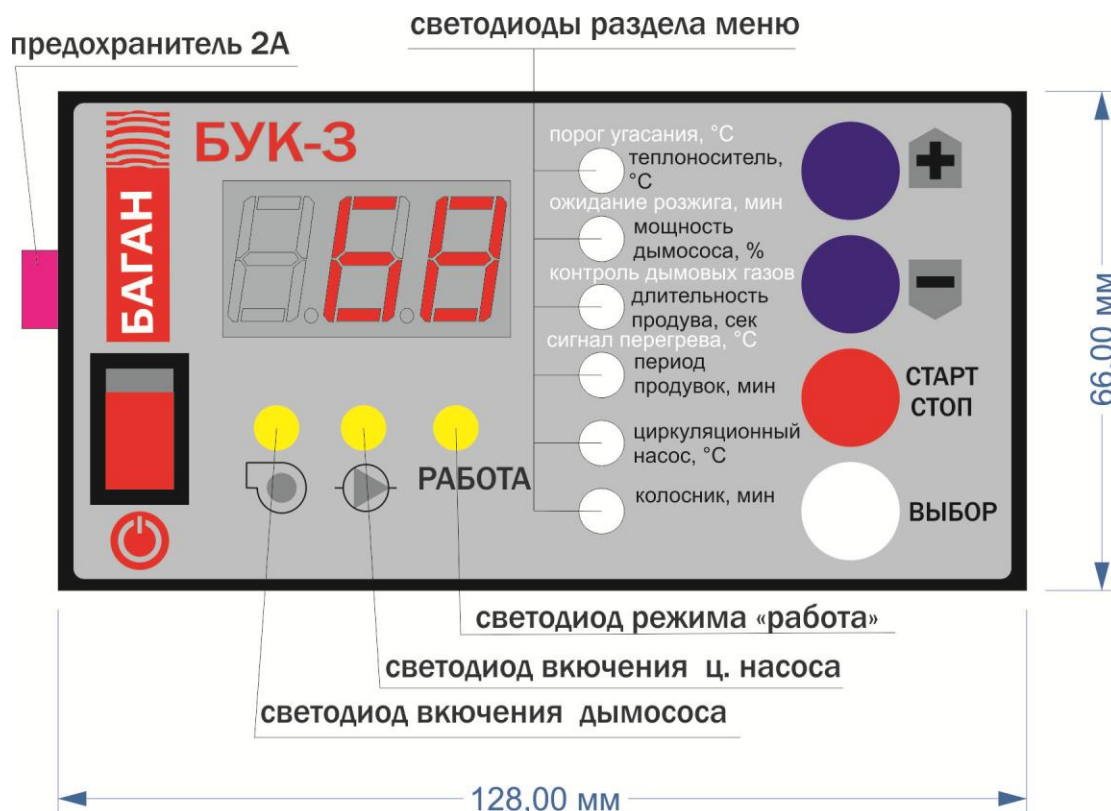 светодиоды раздела меню
предохранитель 2А
БУК-3
БАГАН
порог угасания, °С
теплоноситель,
°С
ожидание розжига, мин
мощность
дымососа, %
контроль дымовых газов
длительность
продува, сек
сигнал перегрева, °С
период
продувок, мин
циркуляционный
насос, °С
колосник, мин
+
−
СТАРТ
СТОП
ВЫБОР
РАБОТА
66,00 мм
светодиод режима «работа»
светодиод вкючения ц. насоса
светодиод вкючения дымососа
128,00 мм